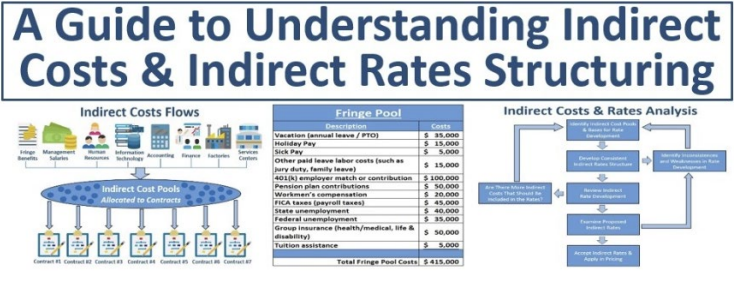 A Guide to Understanding Indirect
Costs & Indirect Rates Structuring
Indirect Costs Flows
Fringe
Benefits
Management
Salaries
Human
Resources
Information
Technology
Accounting
Finance
Factories
Services
Centers
Indirect Cost Pools
Allocated to Contracts
Contract #1
Contract #2
Contract #3
Contract #4
Contract #5
Contract #6
Contract #7
Fringe Pool
Description Costs
Vacation (annual leave / PTO) $ 35,000
Holiday Pay $ 15,000
Sick Pay $ 5,000
Other paid leave labor costs (such as
jury duty, family leave) $ 15,000
401(k) employer match or contribution $ 100,000
Pension plan contributions $ 50,000
Workmen's compensation $ 20,000
FICA taxes (payroll taxes) $ 45,000
State unemployment $ 40,000
Federal unemployment $ 35,000
Group insurance (health/medical, life &
disability) $ 50,000
Tuition assistance $ 5,000
Total Fringe Pool Costs $ 415,000
Indirect Costs & Rates Analysis
Identify Indirect Cost Pools
& Bases for Rate
Development
Develop Consistent
Indirect Rates Structure
Identify Inconsistencies
and Weaknesses in Rate
Development
Are There More Indirect
Costs That Should be
Included in the Rates?
Review Indirect
Rate Development
Examine Proposed
Indirect Rates
Accept Indirect Rates &
Apply in Pricing